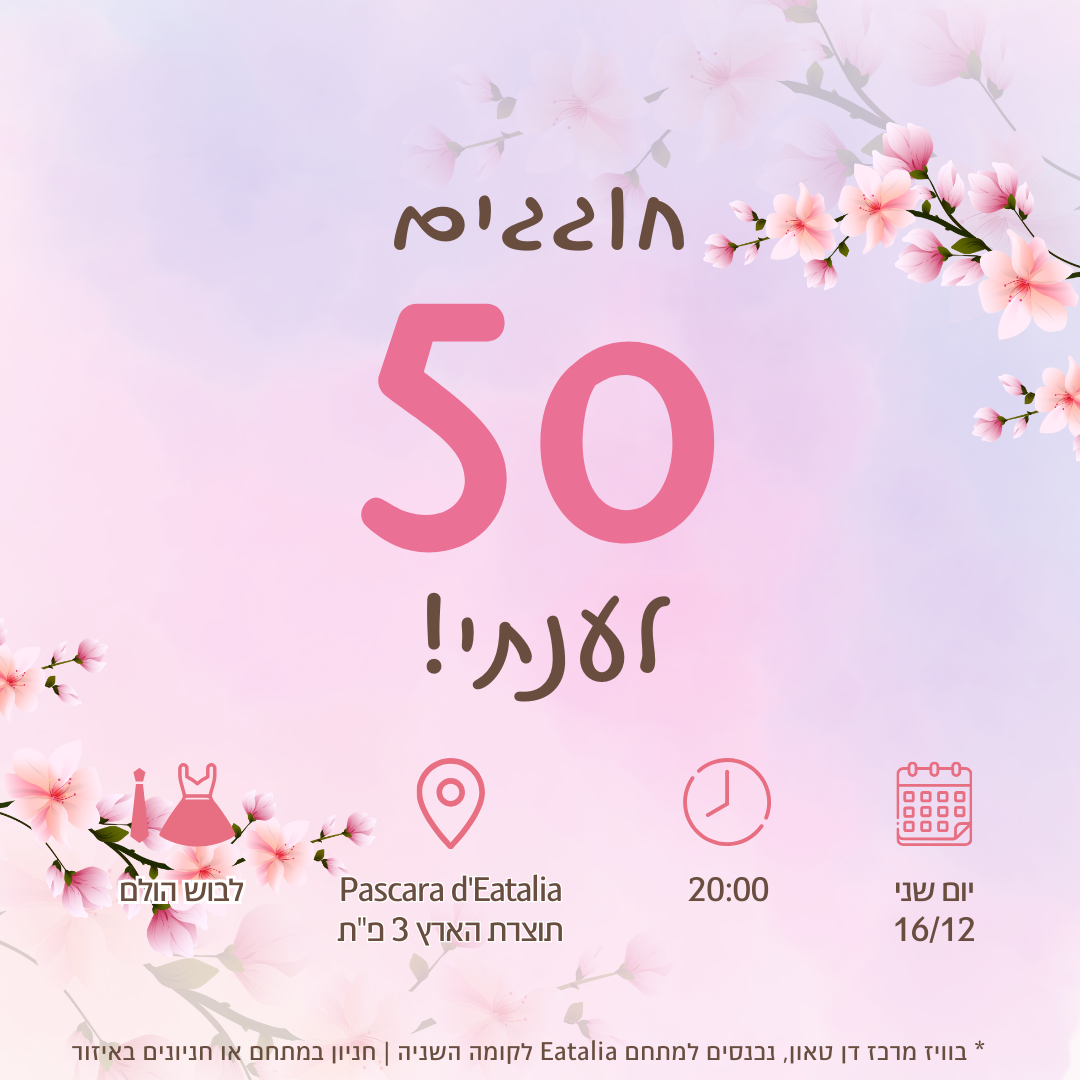 חוגגים
50
לענתי!
יום שני
16/12
20:00
Pascara d'Eatalia
תוצרת הארץ 3 פ"ת
לבוש הולם
* בוויז מרכז דן טאון, נכנסים למתחם Eatalia לקומה השניה | חניון במתחם או חניונים באיזור